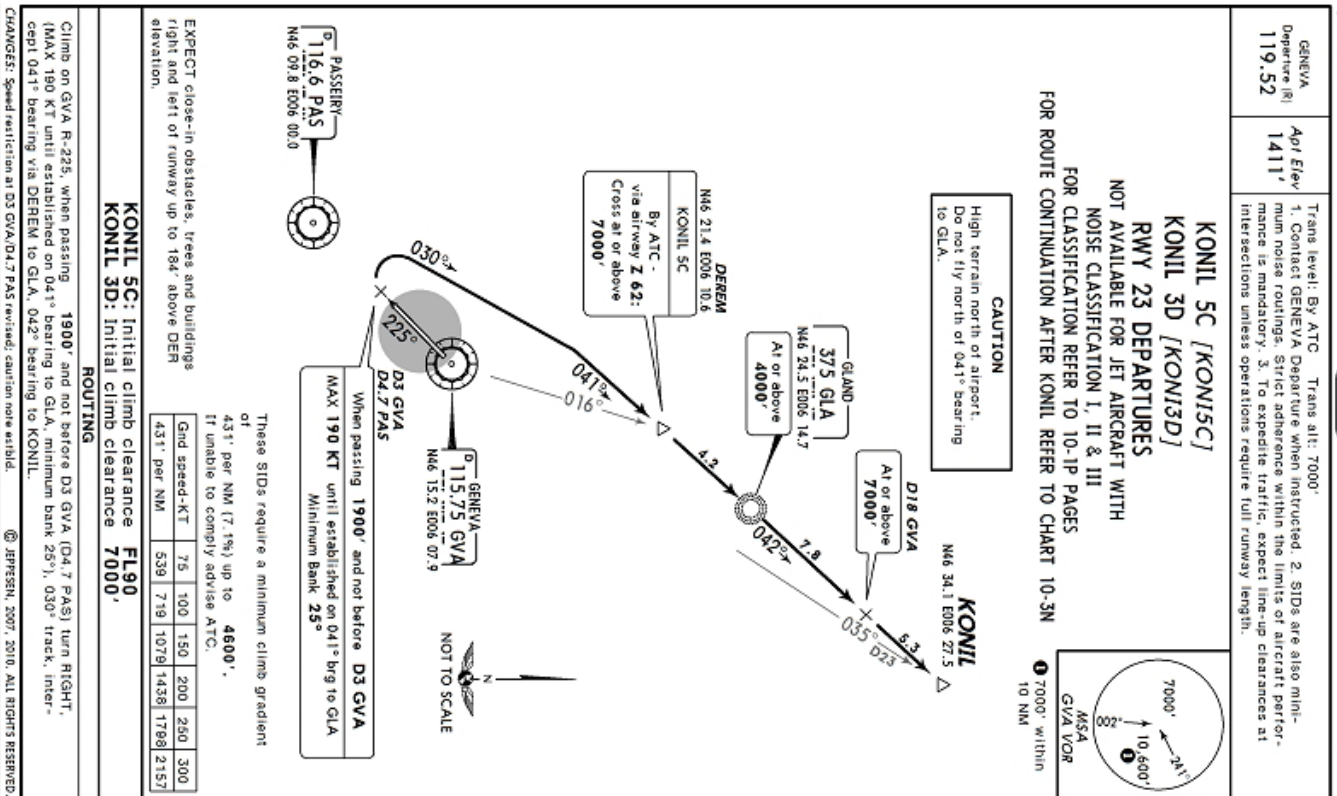 GENEVA
Departure (R)
119.52
Apt Elev
1411'
Trans level: By ATC    Trans alt: 7000'
1. Contact GENEVA Departure when instructed. 2. SIDs are also mini-
mum noise routings. Strict adherence within the limits of aircraft perfor-
mance is mandatory. 3. To expedite traffic, expect line-up clearances at
intersections unless operations require full runway length.
KONIL 5C [KONI5C]
KONIL 3D [KONI3D]
RWY 23 DEPARTURES
NOT AVAILABLE FOR JET AIRCRAFT WITH
NOISE CLASSIFICATION I, II & III
FOR CLASSIFICATION REFER TO 10-1P PAGES
FOR ROUTE CONTINUATION AFTER KONIL REFER TO CHART 10-3N
7000'
002°
10,600'
1
241°
MSA
GVA VOR
1 7000' within
10 NM
CAUTION
High terrain north of airport.
Do not fly north of 041° bearing
to GLA.
KONIL
N46 34.1 E006 27.5
D18 GVA
At or above
7000'
5.3
035°
D23
7.8
042°
GLAND
375 GLA
N46 24.5 E006 14.7
At or above
4000'
4.2
DEREM
N46 21.4 E006 10.6
KONIL 5C
By ATC -
via airway Z 62:
Cross at or above
7000'
041°
016°
030°
225°
D
GENEVA
115.75 GVA
N46 15.2 E006 07.9
D3 GVA
D4.7 PAS
When passing 1900' and not before D3 GVA
MAX 190 KT until established on 041° brg to GLA
Minimum Bank 25°
NOT TO SCALE
N
PASSEIRY
D
116.6 PAS
N46 09.8 E006 00.0
EXPECT close-in obstacles, trees and buildings
right and left of runway up to 184' above DER
elevation.
These SIDs require a minimum climb gradient
of
431' per NM (7.1%) up to 4600'.
If unable to comply advise ATC.
Gnd speed-KT 75 100 150 200 250 300
431' per NM 539 719 1079 1438 1798 2157
KONIL 5C: Initial climb clearance FL90
KONIL 3D: Initial climb clearance 7000'
ROUTING
Climb on GVA R-225, when passing 1900' and not before D3 GVA (D4.7 PAS) turn RIGHT,
(MAX 190 KT until established on 041° bearing to GLA, minimum bank 25°), 030° track, inter-
cept 041° bearing via DEREM to GLA, 042° bearing to KONIL.
CHANGES: Speed restiction at D3 GVA/D4.7 PAS revised; caution note estbld.
© JEPPESEN, 2007, 2010. ALL RIGHTS RESERVED.